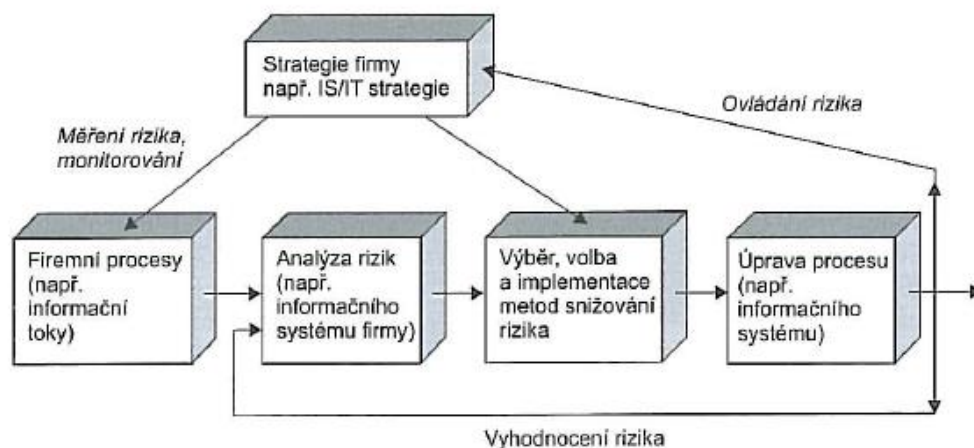 Strategie firmy
např. IS/IT strategie
Ovládání rizika
Měření rizika,
monitorování
Firemní procesy
(např.
informační
toky)
Analýza rizik
(např.
informačního
systému firmy)
Výběr, volba
a implementace
metod snižování
rizika
Úprava procesu
(např.
informačního
systému)
Vyhodnocení rizika